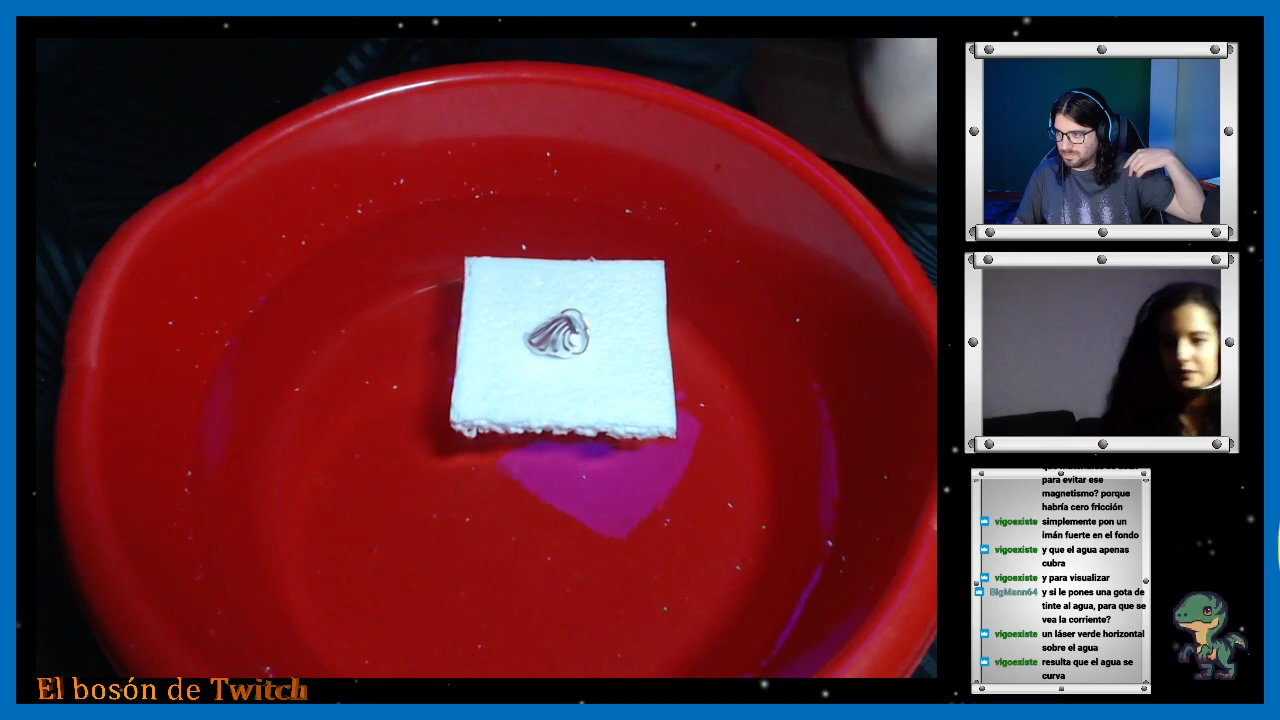 para evitar ese
magnetismo? porque
habría cero fricción
vigoexiste simplemente pon un
imán fuerte en el fondo
vigoexiste y que el agua apenas
cubra
vigoexiste y para visualizar
BigMann64 y si le pones una gota de
tinte al agua, para que se
vea la corriente?
vigoexiste un láser verde horizontal
sobre el agua
vigoexiste resulta que el agua se
curva
El bosón de Twitch